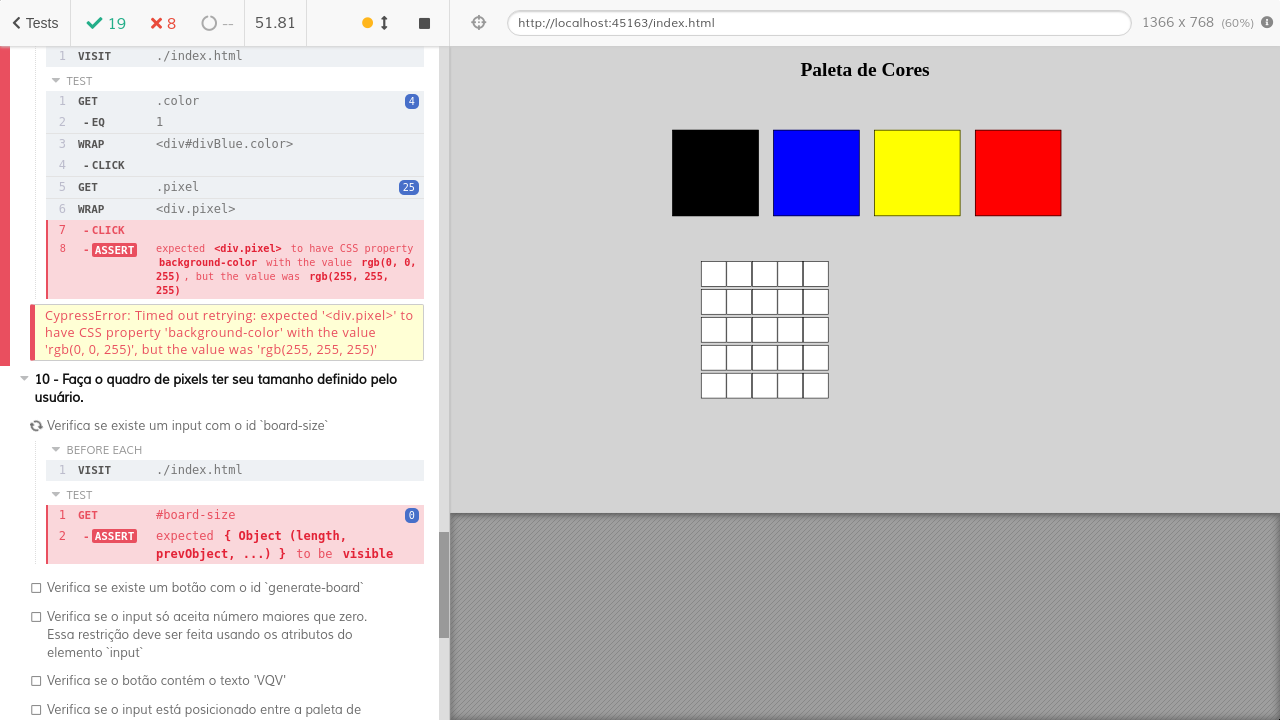 Tests
19
8
--
51.81
http://localhost:45163/index.html
1366 x 768 (60%)
1 VISIT ./index.html
TEST
1 GET .color 4
2 - EQ 1
3 WRAP <div#divBlue.color>
4 - CLICK
5 GET .pixel 25
6 WRAP <div.pixel>
7 - CLICK
8 - ASSERT expected <div.pixel> to have CSS property
background-color with the value rgb(0, 0,
255) , but the value was rgb(255, 255,
255)
CypressError: Timed out retrying: expected '<div.pixel>' to
have CSS property 'background-color' with the value
'rgb(0, 0, 255)', but the value was 'rgb(255, 255, 255)'
10 - Faça o quadro de pixels ter seu tamanho definido pelo
usuário.
Verifica se existe um input com o id `board-size`
BEFORE EACH
1 VISIT ./index.html
TEST
1 GET #board-size 0
2 - ASSERT expected { Object (length,
prevObject, ...) } to be visible
Verifica se existe um botão com o id `generate-board`
Verifica se o input só aceita número maiores que zero.
Essa restrição deve ser feita usando os atributos do
elemento `input`
Verifica se o botão contém o texto 'VQV'
Verifica se o input está posicionado entre a paleta de
Paleta de Cores